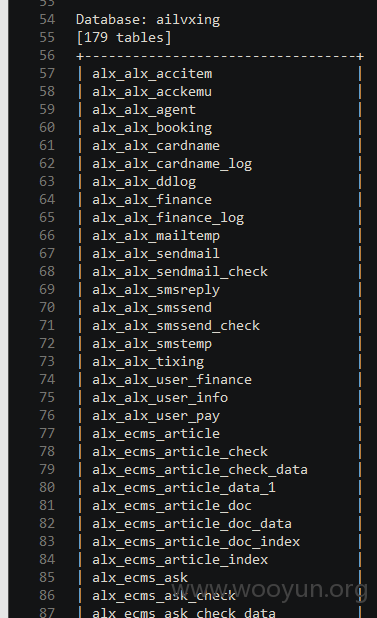 53
54 Database: ailvxing
55 [179 tables]
56 +----------------------------------+
57 | alx_alx_accitem |
58 | alx_alx_acckemu |
59 | alx_alx_agent |
60 | alx_alx_booking |
61 | alx_alx_cardname |
62 | alx_alx_cardname_log |
63 | alx_alx_ddlog |
64 | alx_alx_finance |
65 | alx_alx_finance_log |
66 | alx_alx_mailtemp |
67 | alx_alx_sendmail |
68 | alx_alx_sendmail_check |
69 | alx_alx_smsreply |
70 | alx_alx_smssend |
71 | alx_alx_smssend_check |
72 | alx_alx_smstemp |
73 | alx_alx_tixing |
74 | alx_alx_user_finance |
75 | alx_alx_user_info |
76 | alx_alx_user_pay |
77 | alx_ecms_article |
78 | alx_ecms_article_check |
79 | alx_ecms_article_check_data |
80 | alx_ecms_article_data_1 |
81 | alx_ecms_article_doc |
82 | alx_ecms_article_doc_data |
83 | alx_ecms_article_doc_index |
84 | alx_ecms_article_index |
85 | alx_ecms_ask |
86 | alx_ecms_ask_check |
87 | alx_ecms_ask_check_data |
www.wooyun.org